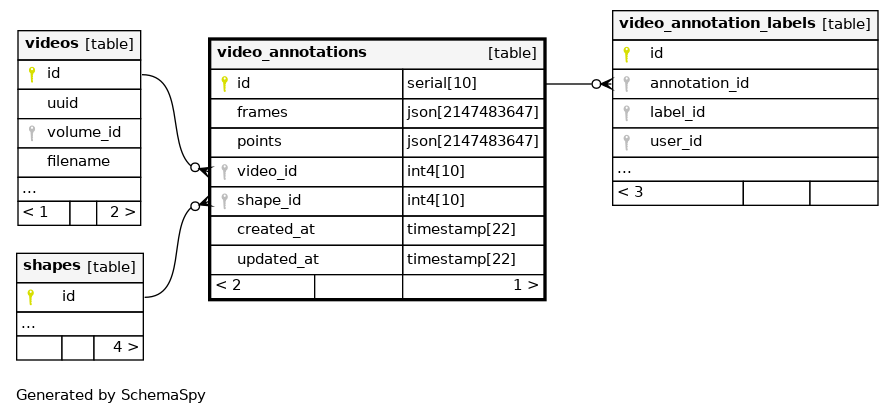 videos [table]
id
uuid
volume_id
filename
...
< 1 2 >
shapes [table]
id
...
4 >
video_annotations [table]
id serial[10]
frames json[2147483647]
points json[2147483647]
video_id int4[10]
shape_id int4[10]
created_at timestamp[22]
updated_at timestamp[22]
< 2 1 >
video_annotation_labels [table]
id
annotation_id
label_id
user_id
...
< 3
Generated by SchemaSpy